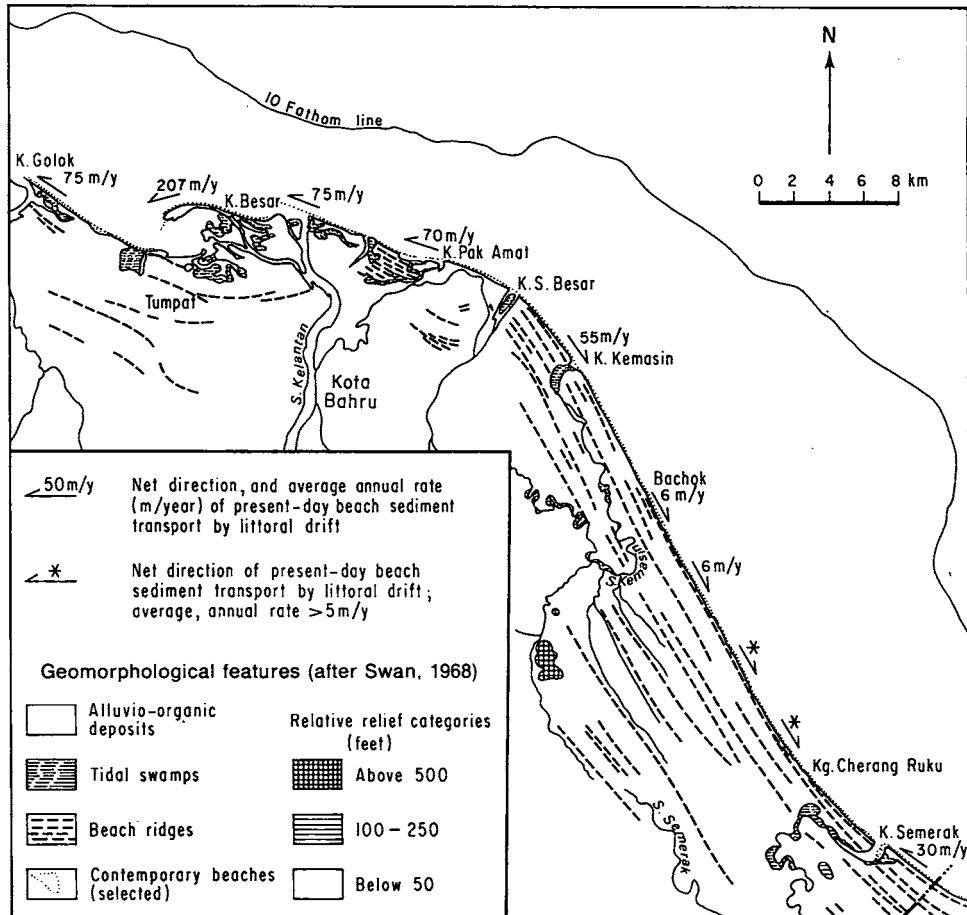 10 Fathom line
N
0 2 4 6 8 km
K. Golok
75 m/y
207 m/y
K. Besar
75 m/y
70 m/y
K. Pak Amat
K.S. Besar
55 m/y
K. Kemasin
Tumpat
S. Kelantan
Kota
Bahru
Bachok
6 m/y
6 m/y
*
*
Kg. Cherang Ruku
S. Semerak
K. Semerak
30 m/y
50 m/y
Net direction, and average annual rate
(m/year) of present-day beach sediment
transport by littoral drift
*
Net direction of present-day beach
sediment transport by littoral drift;
average, annual rate >5 m/y
Geomorphological features (after Swan, 1968)
Alluvio-organic
deposits
Tidal swamps
Beach ridges
Contemporary beaches
(selected)
Relative relief categories
(feet)
Above 500
100 - 250
Below 50